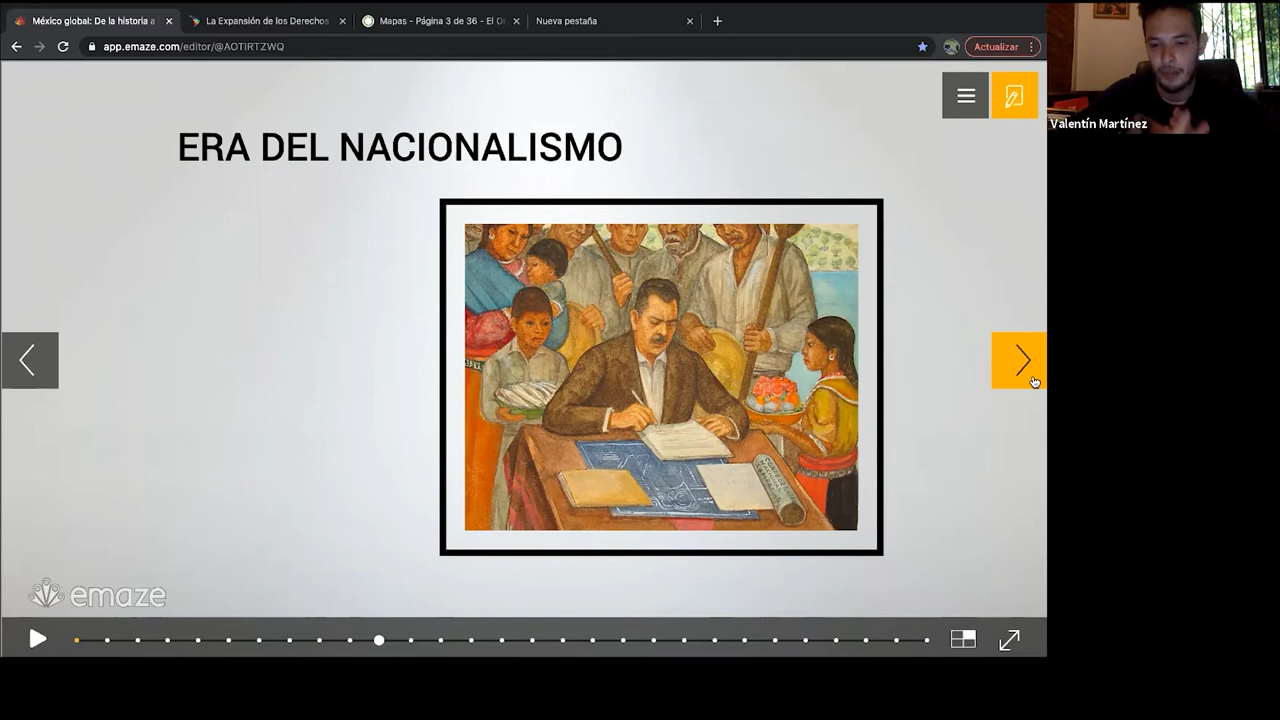 México global: De la historia a
La Expansión de los Derechos
Mapas - Página 3 de 36 - El O
Nueva pestaña
app.emaze.com/editor/@AOTIRTZWQ
Actualizar
Valentín Martínez
ERA DEL NACIONALISMO
emaze